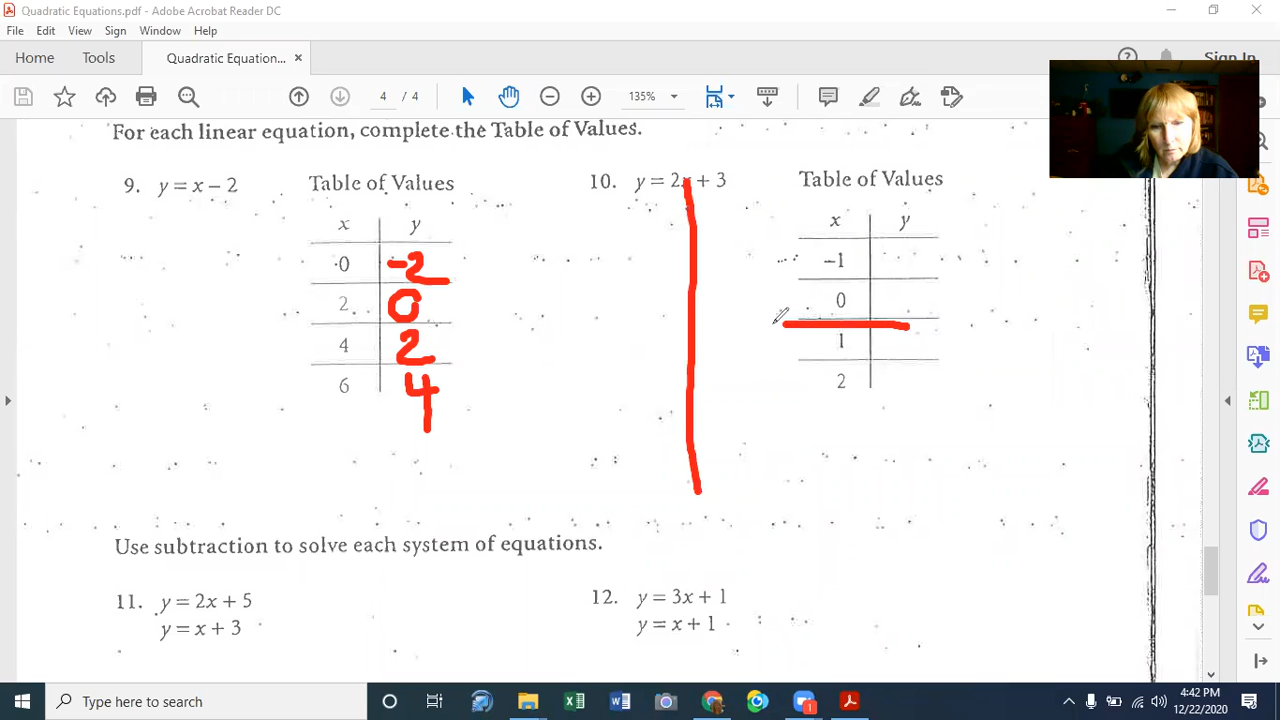 Quadratic Equations.pdf - Adobe Acrobat Reader DC
File Edit View Sign Window Help
Home Tools Quadratic Equation... ×
Sign In
4 / 4 135%
For each linear equation, complete the Table of Values.
9. y = x – 2 Table of Values
x y
0 -2
2 0
4 2
6 4
10. y = 2x + 3 Table of Values
x y
–1
0
1
2
Use subtraction to solve each system of equations.
11. y = 2x + 5
y = x + 3
12. y = 3x + 1
y = x + 1
Type here to search
4:42 PM
12/22/2020